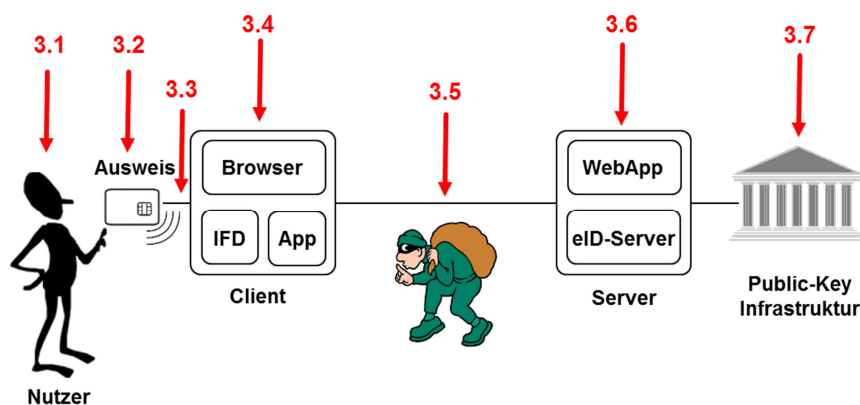 3.1
3.2
3.3
3.4
3.5
3.6
3.7
Ausweis
Browser
IFD
App
Client
WebApp
eID-Server
Server
Public-Key
Infrastruktur
Nutzer